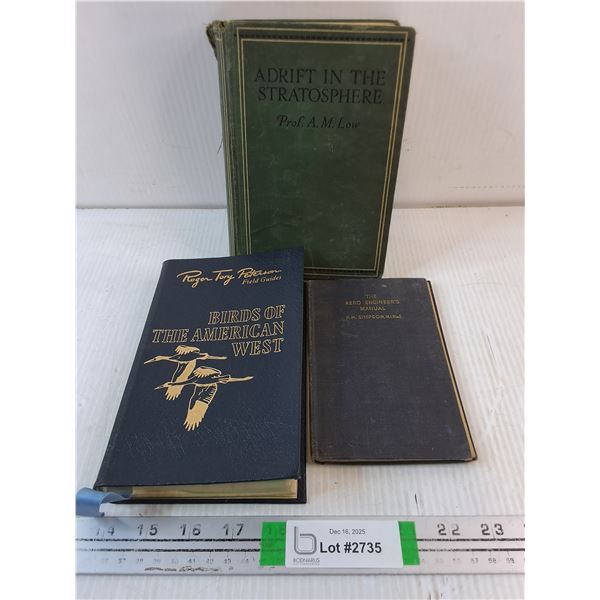 ADRIFT IN THE
STRATOSPHERE
Prof. A. M. Low
Roger Tory Peterson
Field Guides
BIRDS OF
THE AMERICAN
WEST
THE
AERO ENGINEER'S
MANUAL
14 15 16 17 18
22 23
Dec 16, 2025
Lot #2735
b
BODNARUS